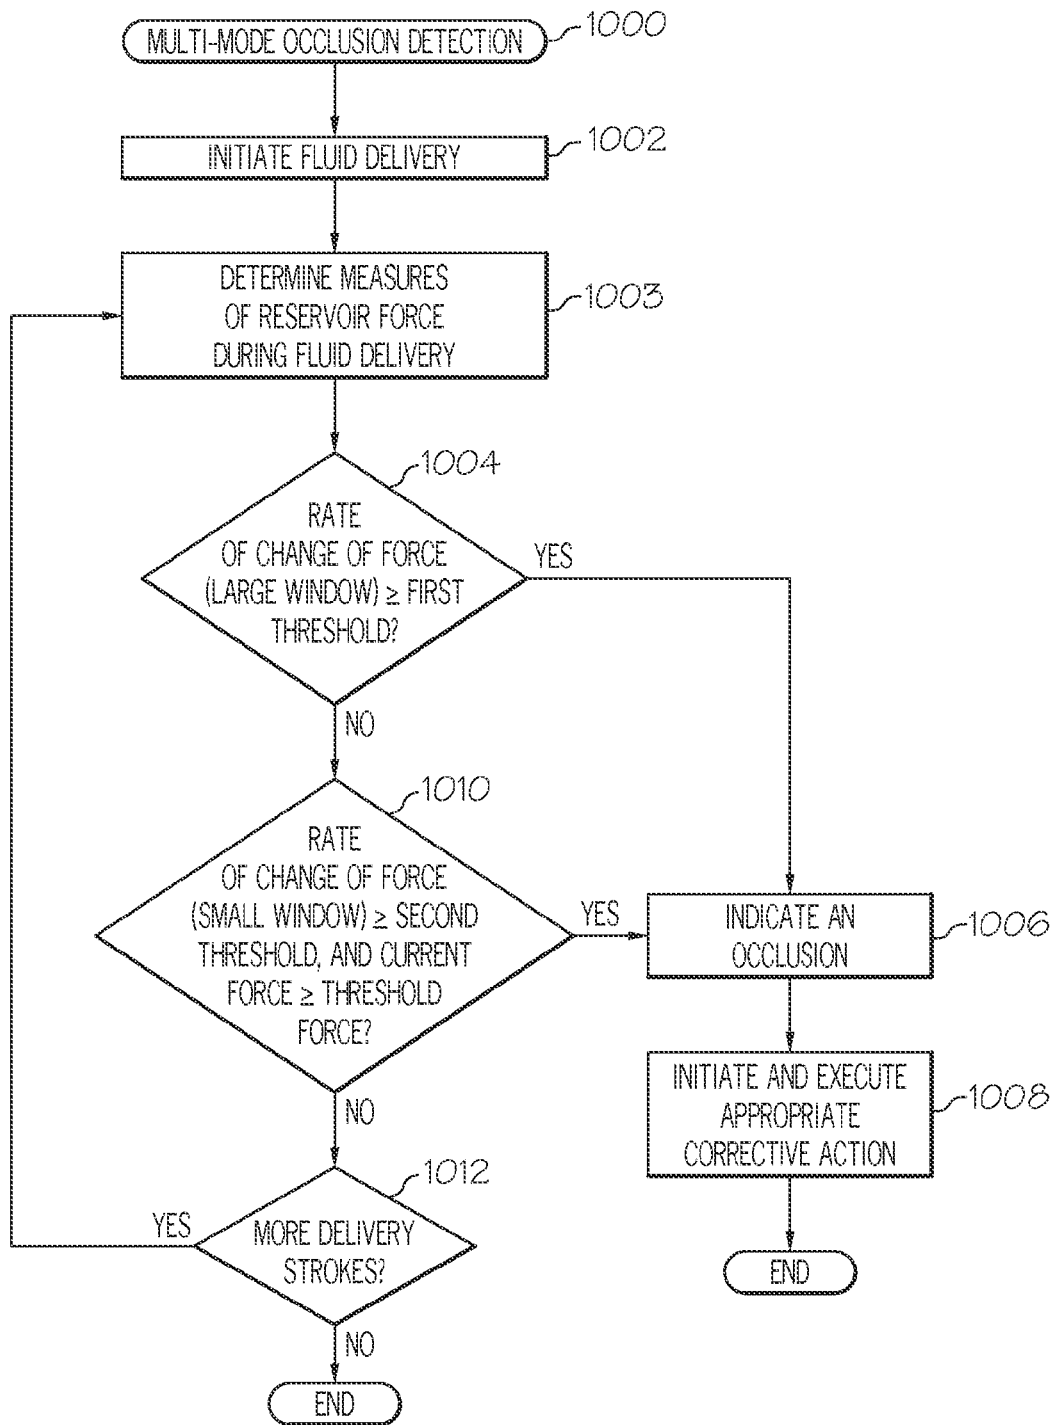 MULTI-MODE OCCLUSION DETECTION
1000
INITIATE FLUID DELIVERY
1002
DETERMINE MEASURES
OF RESERVOIR FORCE
DURING FLUID DELIVERY
1003
1004
RATE
OF CHANGE OF FORCE
(LARGE WINDOW) ≥ FIRST
THRESHOLD?
YES
NO
1010
RATE
OF CHANGE OF FORCE
(SMALL WINDOW) ≥ SECOND
THRESHOLD, AND CURRENT
FORCE ≥ THRESHOLD
FORCE?
YES
NO
INDICATE AN
OCCLUSION
1006
INITIATE AND EXECUTE
APPROPRIATE
CORRECTIVE ACTION
1008
END
1012
MORE DELIVERY
STROKES?
YES
NO
END